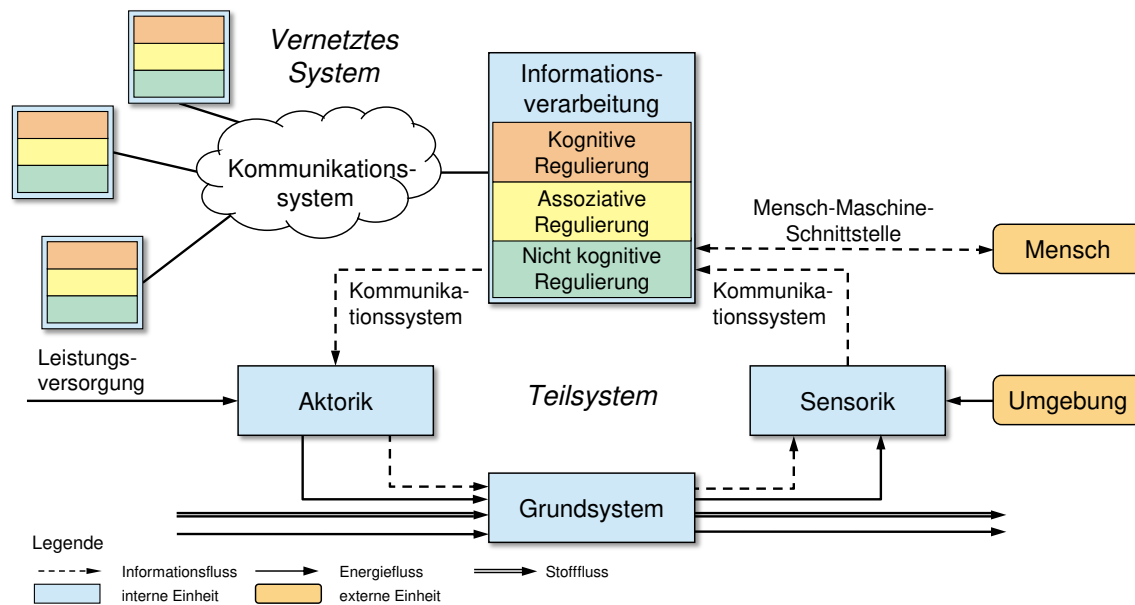 Vernetztes
System
Kommunikations-
system
Informations-
verarbeitung
Kognitive
Regulierung
Assoziative
Regulierung
Nicht kognitive
Regulierung
Mensch-Maschine-
Schnittstelle
Mensch
Kommunika-
tionssystem
Kommunika-
tionssystem
Leistungs-
versorgung
Aktorik
Teilsystem
Sensorik
Umgebung
Grundsystem
Legende
Informationsfluss
Energiefluss
Stofffluss
interne Einheit
externe Einheit